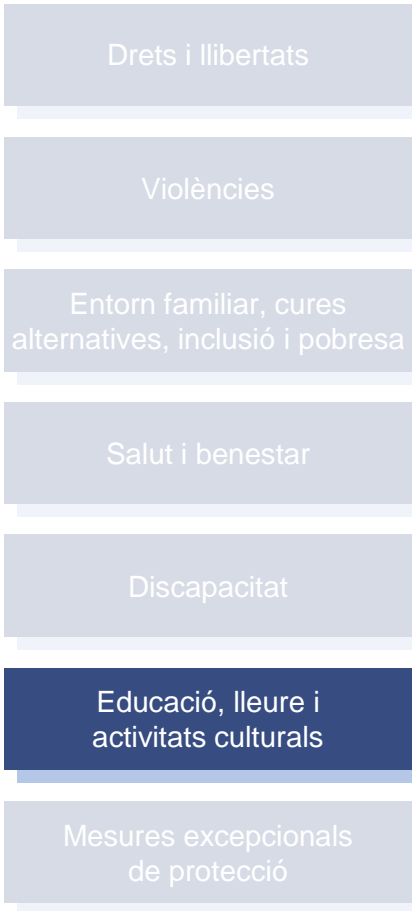 Drets i llibertats
Violències
Entorn familiar, cures
alternatives, inclusió i pobresa
Salut i benestar
Discapacitat
Educació, lleure i
activitats culturals
Mesures excepcionals
de protecció